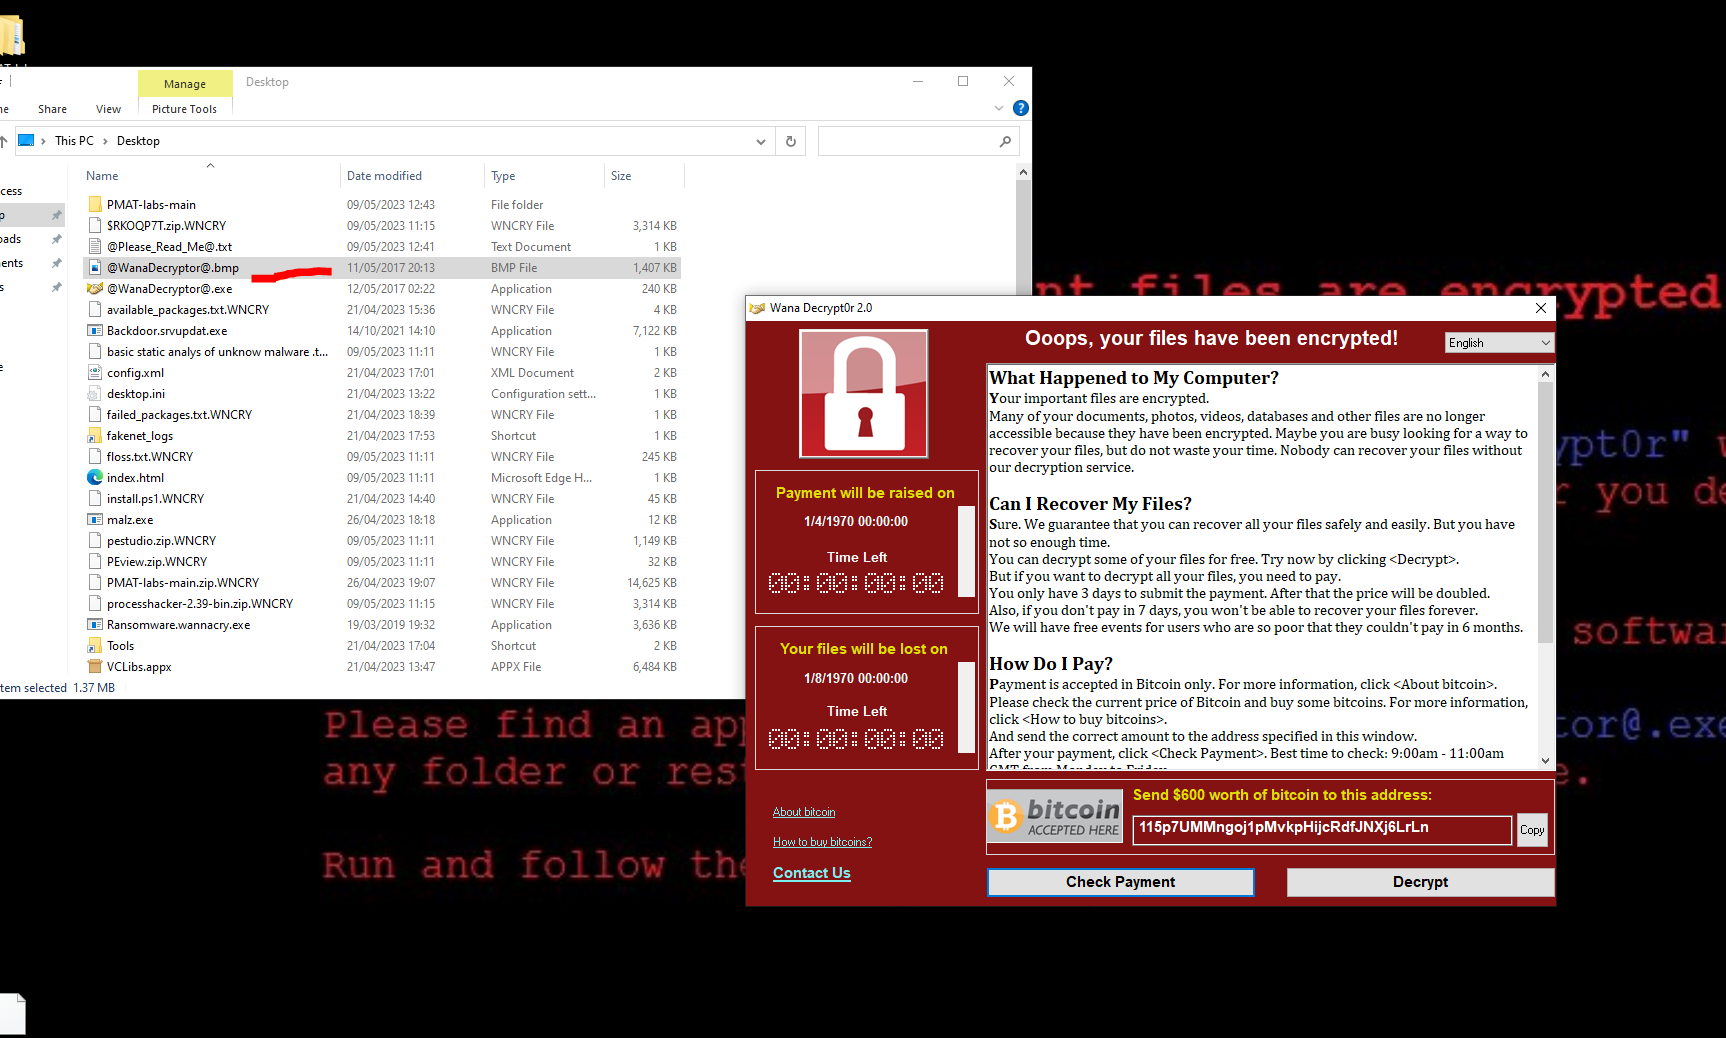 Manage
Desktop
Share
View
Picture Tools
This PC
Desktop
Name
Date modified
Type
Size
cess
p
oads
ments
s
e
PMAT-labs-main 09/05/2023 12:43 File folder
$RKOQP7T.zip.WNCRY 09/05/2023 11:15 WNCRY File 3,314 KB
@Please_Read_Me@.txt 09/05/2023 12:41 Text Document 1 KB
@WanaDecryptor@.bmp 11/05/2017 20:13 BMP File 1,407 KB
@WanaDecryptor@.exe 12/05/2017 02:22 Application 240 KB
available_packages.txt.WNCRY 21/04/2023 15:36 WNCRY File 4 KB
Backdoor.srvupdat.exe 14/10/2021 14:10 Application 7,122 KB
basic static analys of unknow malware .t... 09/05/2023 11:11 WNCRY File 1 KB
config.xml 21/04/2023 17:01 XML Document 2 KB
desktop.ini 21/04/2023 13:22 Configuration sett... 1 KB
failed_packages.txt.WNCRY 21/04/2023 18:39 WNCRY File 1 KB
fakenet_logs 21/04/2023 17:53 Shortcut 1 KB
floss.txt.WNCRY 09/05/2023 11:11 WNCRY File 245 KB
index.html 09/05/2023 11:11 Microsoft Edge H... 1 KB
install.ps1.WNCRY 21/04/2023 14:40 WNCRY File 45 KB
malz.exe 26/04/2023 18:18 Application 12 KB
pestudio.zip.WNCRY 09/05/2023 11:11 WNCRY File 1,149 KB
PEview.zip.WNCRY 09/05/2023 11:11 WNCRY File 32 KB
PMAT-labs-main.zip.WNCRY 26/04/2023 19:07 WNCRY File 14,625 KB
processhacker-2.39-bin.zip.WNCRY 09/05/2023 11:15 WNCRY File 3,314 KB
Ransomware.wannacry.exe 19/03/2019 19:32 Application 3,636 KB
Tools 21/04/2023 17:04 Shortcut 2 KB
VCLibs.appx 21/04/2023 13:47 APPX File 6,484 KB
tem selected 1.37 MB
nt files are encrypted
ypt0r" w
r you de
softwar
tor@.exe
Please find an app
any folder or rest
e.
Run and follow the
Wana Decrypt0r 2.0
Ooops, your files have been encrypted!
English
Payment will be raised on
1/4/1970 00:00:00
Time Left
00:00:00:00
Your files will be lost on
1/8/1970 00:00:00
Time Left
00:00:00:00
About bitcoin
How to buy bitcoins?
Contact Us
What Happened to My Computer?
Your important files are encrypted.
Many of your documents, photos, videos, databases and other files are no longer
accessible because they have been encrypted. Maybe you are busy looking for a way to
recover your files, but do not waste your time. Nobody can recover your files without
our decryption service.
Can I Recover My Files?
Sure. We guarantee that you can recover all your files safely and easily. But you have
not so enough time.
You can decrypt some of your files for free. Try now by clicking <Decrypt>.
But if you want to decrypt all your files, you need to pay.
You only have 3 days to submit the payment. After that the price will be doubled.
Also, if you don't pay in 7 days, you won't be able to recover your files forever.
We will have free events for users who are so poor that they couldn't pay in 6 months.
How Do I Pay?
Payment is accepted in Bitcoin only. For more information, click <About bitcoin>.
Please check the current price of Bitcoin and buy some bitcoins. For more information,
click <How to buy bitcoins>.
And send the correct amount to the address specified in this window.
After your payment, click <Check Payment>. Best time to check: 9:00am - 11:00am
GMT from Monday to Friday.
bitcoin
ACCEPTED HERE
Send $600 worth of bitcoin to this address:
115p7UMMngoj1pMvkpHijcRdfJNXj6LrLn
Copy
Check Payment
Decrypt